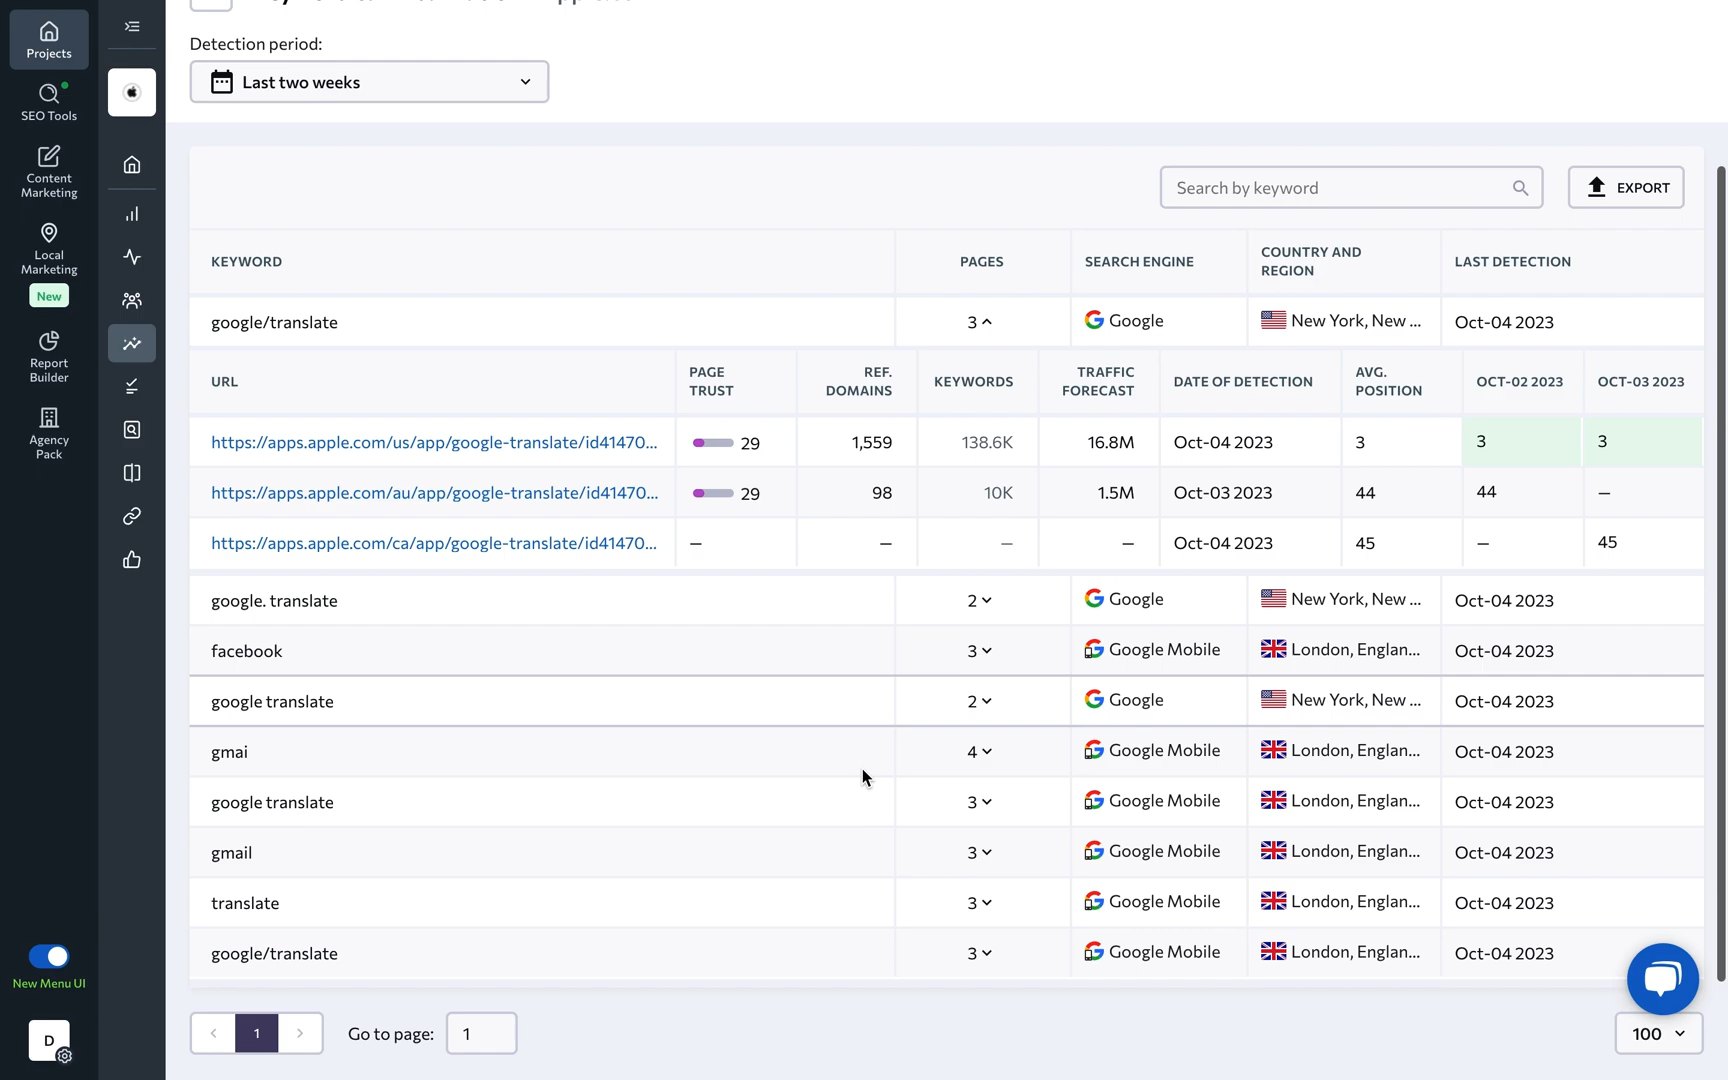 Projects
SEO Tools
Content
Marketing
Local
Marketing
New
Report
Builder
Agency
Pack
New Menu UI
D
Detection period:
Last two weeks
Search by keyword
EXPORT
KEYWORD PAGES SEARCH ENGINE COUNTRY AND REGION LAST DETECTION
google/translate 3 Google New York, New ... Oct-04 2023
URL PAGE TRUST REF. DOMAINS KEYWORDS TRAFFIC FORECAST DATE OF DETECTION AVG. POSITION OCT-02 2023 OCT-03 2023
https://apps.apple.com/us/app/google-translate/id41470... 29 1,559 138.6K 16.8M Oct-04 2023 3 3 3
https://apps.apple.com/au/app/google-translate/id41470... 29 98 10K 1.5M Oct-03 2023 44 44 –
https://apps.apple.com/ca/app/google-translate/id41470... – – – – Oct-04 2023 45 – 45
google. translate 2 Google New York, New ... Oct-04 2023
facebook 3 Google Mobile London, Englan... Oct-04 2023
google translate 2 Google New York, New ... Oct-04 2023
gmai 4 Google Mobile London, Englan... Oct-04 2023
google translate 3 Google Mobile London, Englan... Oct-04 2023
gmail 3 Google Mobile London, Englan... Oct-04 2023
translate 3 Google Mobile London, Englan... Oct-04 2023
google/translate 3 Google Mobile London, Englan... Oct-04 2023
1 Go to page: 1 100